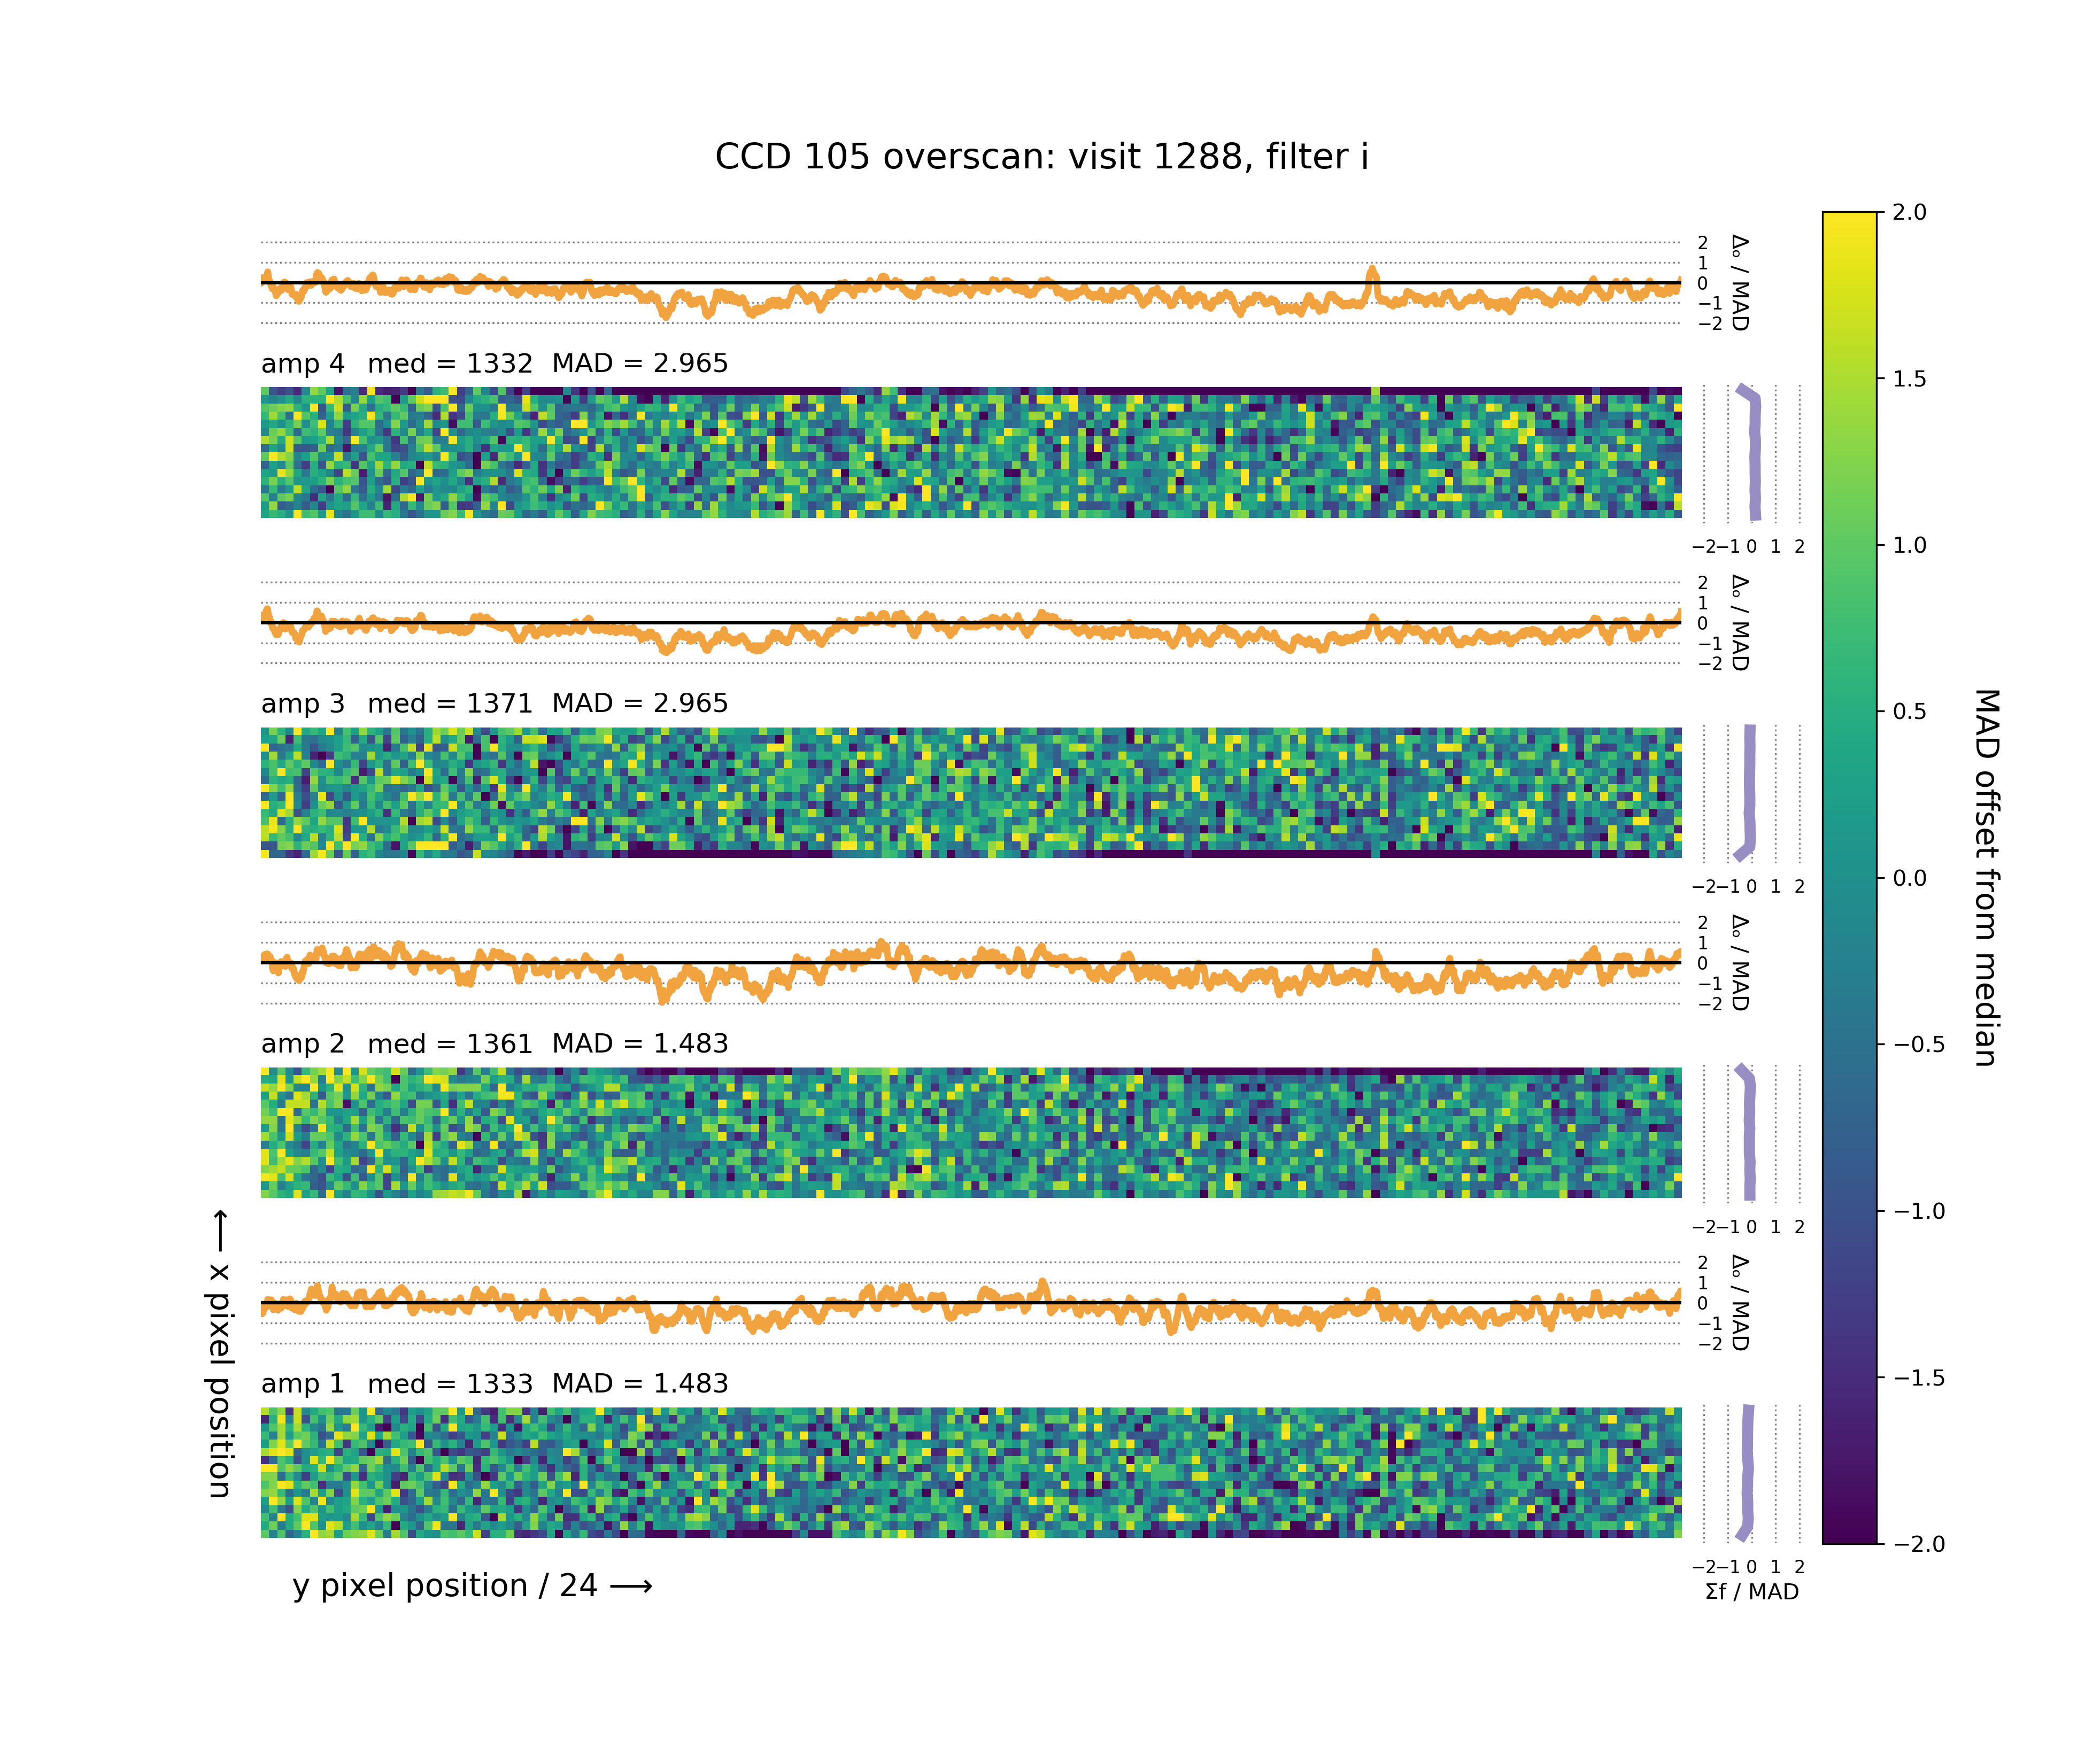 CCD 105 overscan: visit 1288, filter i
2
1
0
−1
−2
Δₒ / MAD
amp 4 med = 1332 MAD = 2.965
−2 −1 0 1 2
2
1
0
−1
−2
Δₒ / MAD
amp 3 med = 1371 MAD = 2.965
−2 −1 0 1 2
2
1
0
−1
−2
Δₒ / MAD
amp 2 med = 1361 MAD = 1.483
−2 −1 0 1 2
2
1
0
−1
−2
Δₒ / MAD
amp 1 med = 1333 MAD = 1.483
−2 −1 0 1 2
Σf / MAD
y pixel position / 24 ⟶
⟵ x pixel position
2.0
1.5
1.0
0.5
0.0
−0.5
−1.0
−1.5
−2.0
MAD offset from median